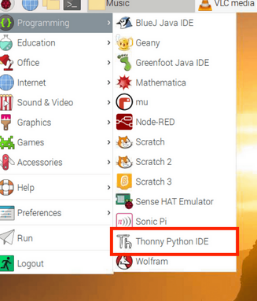 Music
VLC media
Programming
Education
Office
Internet
Sound & Video
Graphics
Games
Accessories
Help
Preferences
Run
Logout
BlueJ Java IDE
Geany
Greenfoot Java IDE
Mathematica
mu
Node-RED
Scratch
Scratch 2
Scratch 3
Sense HAT Emulator
Sonic Pi
Thonny Python IDE
Wolfram